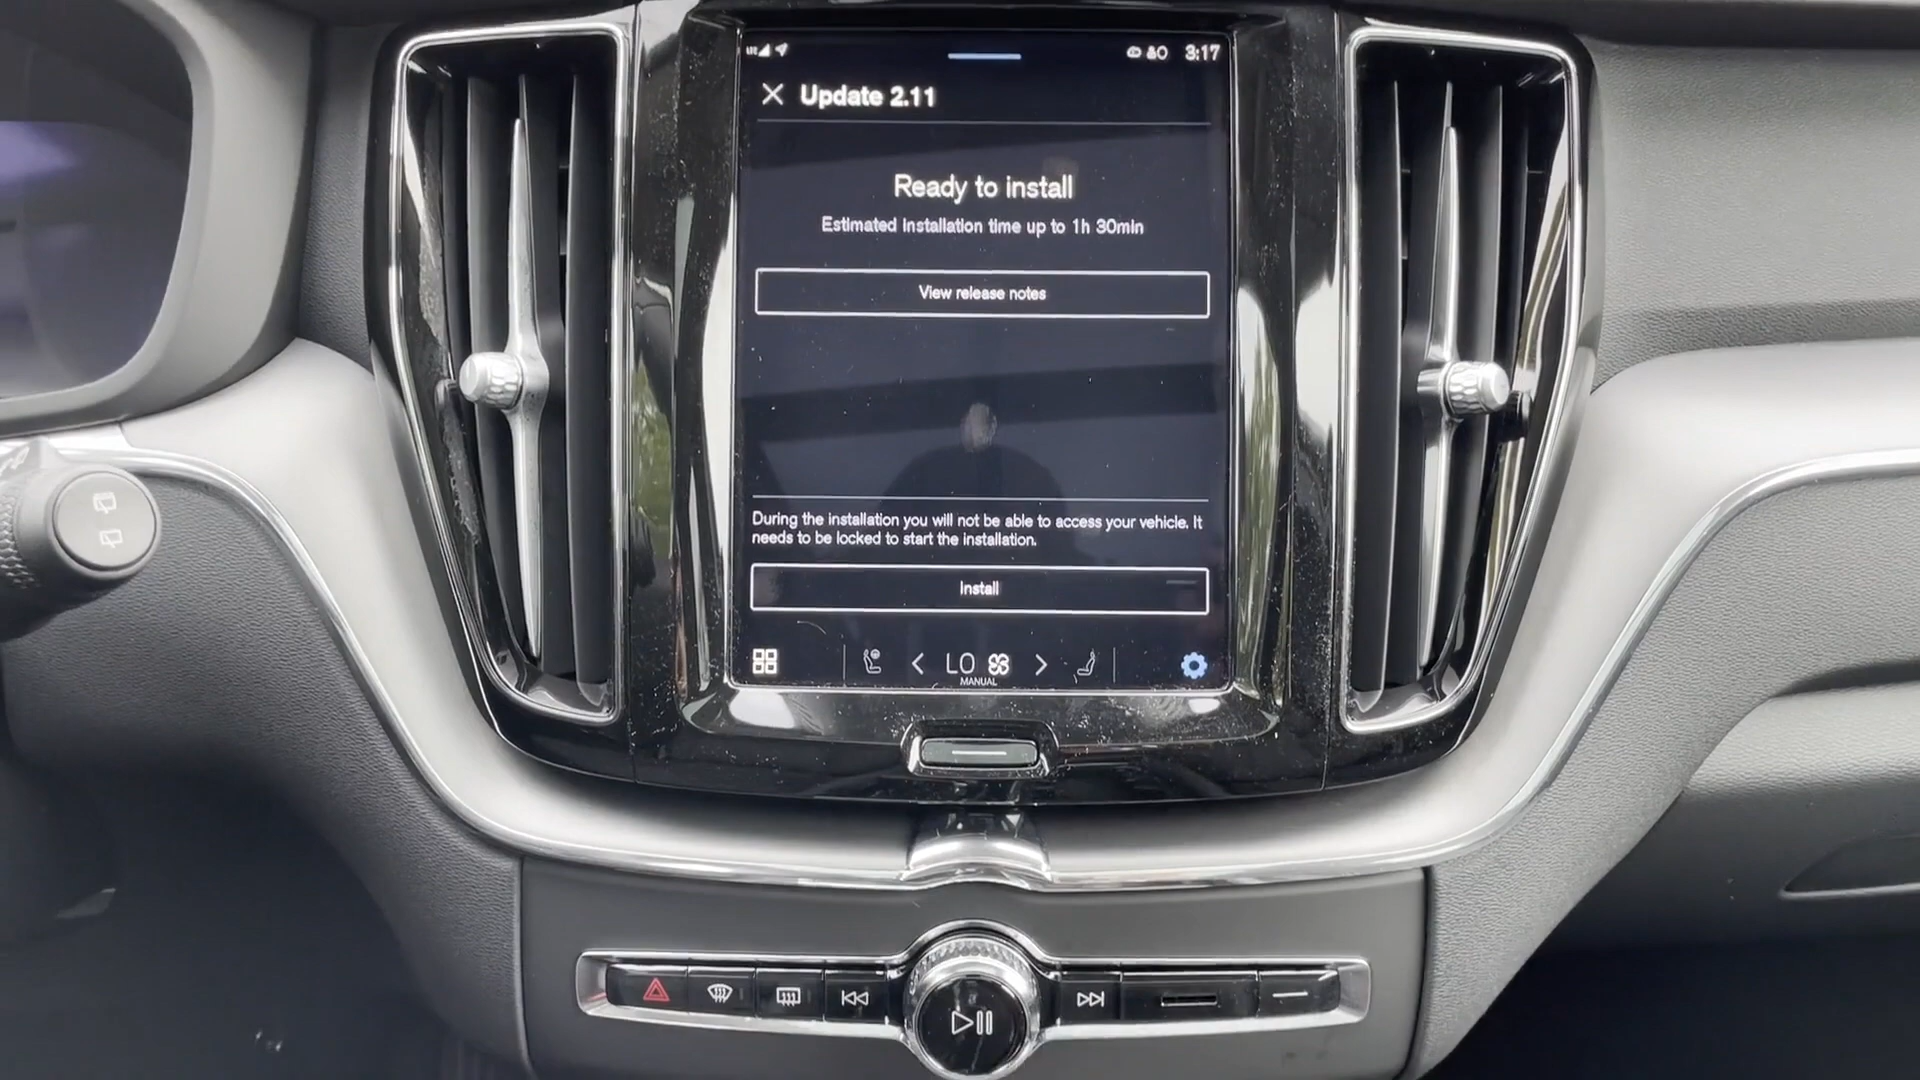 LTE 3:17
Update 2.11
Ready to install
Estimated installation time up to 1h 30min
View release notes
During the installation you will not be able to access your vehicle. It
needs to be locked to start the installation.
Install
LO
MANUAL